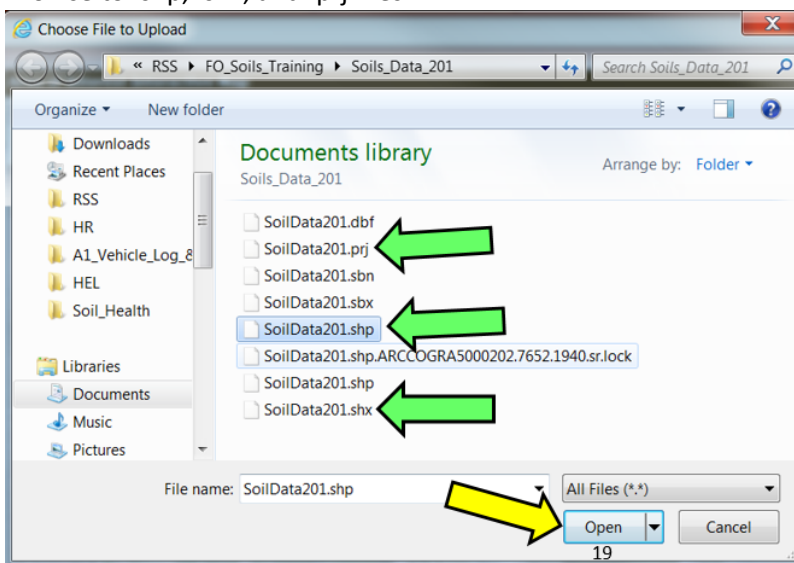 Choose File to Upload
« RSS ▸ FO_Soils_Training ▸ Soils_Data_201
Search Soils_Data_201
Organize ▾ New folder
Downloads
Recent Places
RSS
HR
A1_Vehicle_Log_&
HEL
Soil_Health
Libraries
Documents
Music
Pictures
Documents library
Soils_Data_201
Arrange by: Folder ▾
SoilData201.dbf
SoilData201.prj
SoilData201.sbn
SoilData201.sbx
SoilData201.shp
SoilData201.shp.ARCCOGRA5000202.7652.1940.sr.lock
SoilData201.shp
SoilData201.shx
File name: SoilData201.shp
All Files (*.*)
Open
Cancel
19